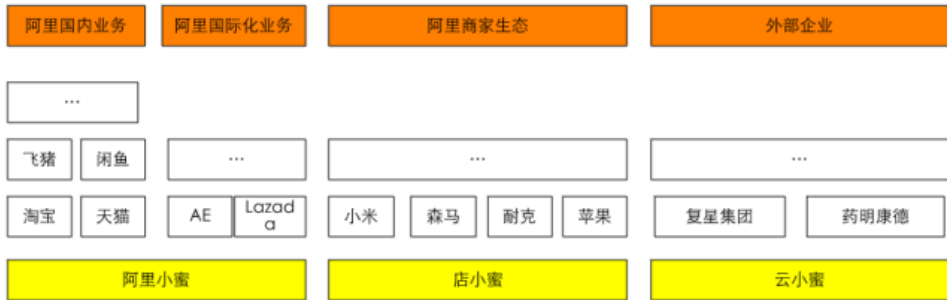 阿里国内业务 阿里国际化业务 阿里商家生态 外部企业
…
飞猪 闲鱼 … … …
淘宝 天猫 AE Lazad
a 小米 森马 耐克 苹果 复星集团 药明康德
阿里小蜜 店小蜜 云小蜜